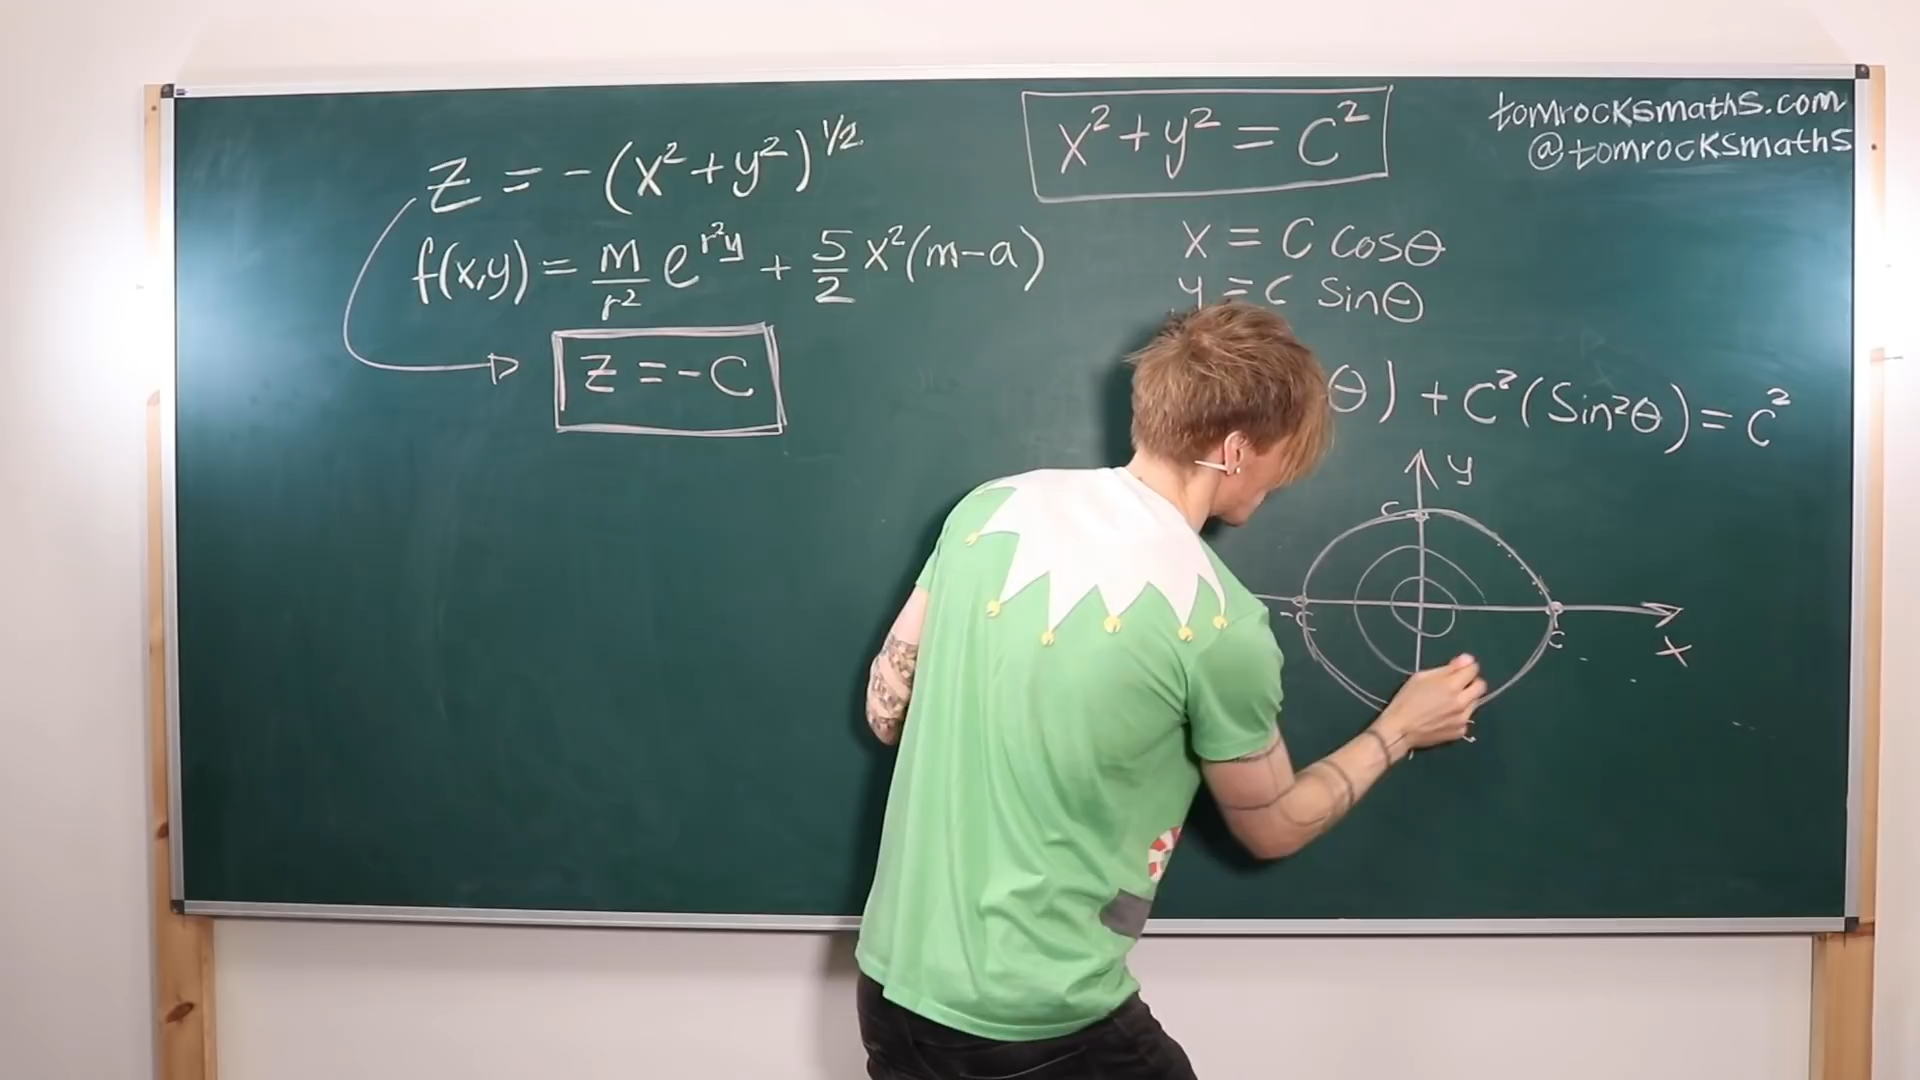 z = -(x² + y²)^1/2
f(x,y) = m/r² e^r²y + 5/2 x²(m-a)
z = -c
x² + y² = c²
tomrocksmaths.com
@tomrocksmaths
x = c cosθ
y = c sinθ
θ) + c²(sin²θ) = c²
y
c
-c
c
x